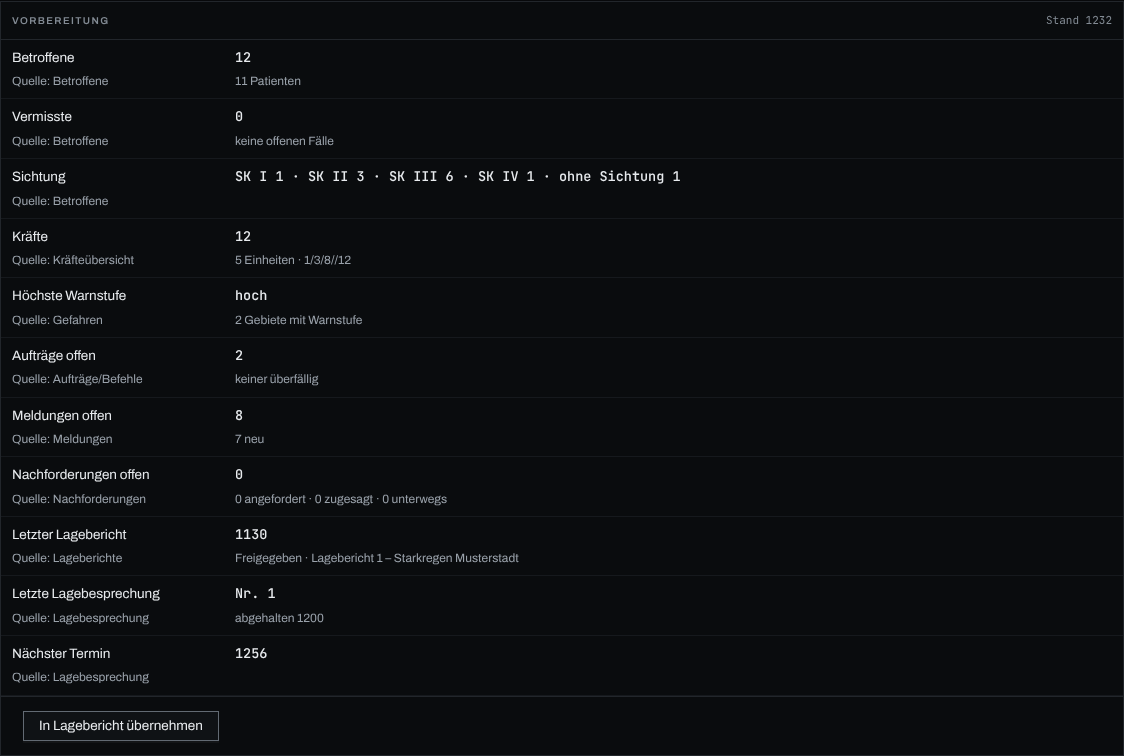 VORBEREITUNG Stand 1232
Betroffene 12
Quelle: Betroffene 11 Patienten
Vermisste 0
Quelle: Betroffene keine offenen Fälle
Sichtung SK I 1 · SK II 3 · SK III 6 · SK IV 1 · ohne Sichtung 1
Quelle: Betroffene
Kräfte 12
Quelle: Kräfteübersicht 5 Einheiten · 1/3/8//12
Höchste Warnstufe hoch
Quelle: Gefahren 2 Gebiete mit Warnstufe
Aufträge offen 2
Quelle: Aufträge/Befehle keiner überfällig
Meldungen offen 8
Quelle: Meldungen 7 neu
Nachforderungen offen 0
Quelle: Nachforderungen 0 angefordert · 0 zugesagt · 0 unterwegs
Letzter Lagebericht 1130
Quelle: Lageberichte Freigegeben · Lagebericht 1 – Starkregen Musterstadt
Letzte Lagebesprechung Nr. 1
Quelle: Lagebesprechung abgehalten 1200
Nächster Termin 1256
Quelle: Lagebesprechung
In Lagebericht übernehmen